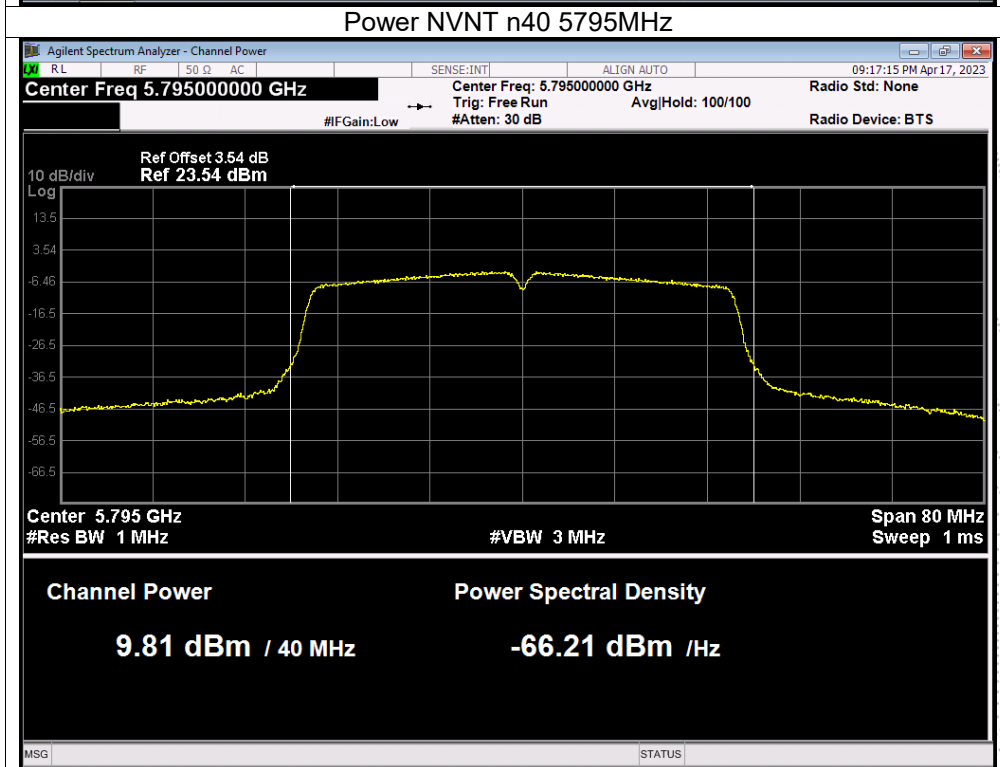 Power NVNT n40 5795MHz
Agilent Spectrum Analyzer - Channel Power
LXI RL RF 50 Ω AC SENSE:INT ALIGN AUTO 09:17:15 PM Apr 17, 2023
Center Freq 5.795000000 GHz Center Freq: 5.795000000 GHz Radio Std: None
Trig: Free Run Avg|Hold: 100/100
#IFGain:Low #Atten: 30 dB Radio Device: BTS
Ref Offset 3.54 dB
10 dB/div Ref 23.54 dBm
Log
13.5
3.54
-6.46
-16.5
-26.5
-36.5
-46.5
-56.5
-66.5
Center 5.795 GHz Span 80 MHz
#Res BW 1 MHz #VBW 3 MHz Sweep 1 ms
Channel Power Power Spectral Density
9.81 dBm / 40 MHz -66.21 dBm /Hz
MSG STATUS